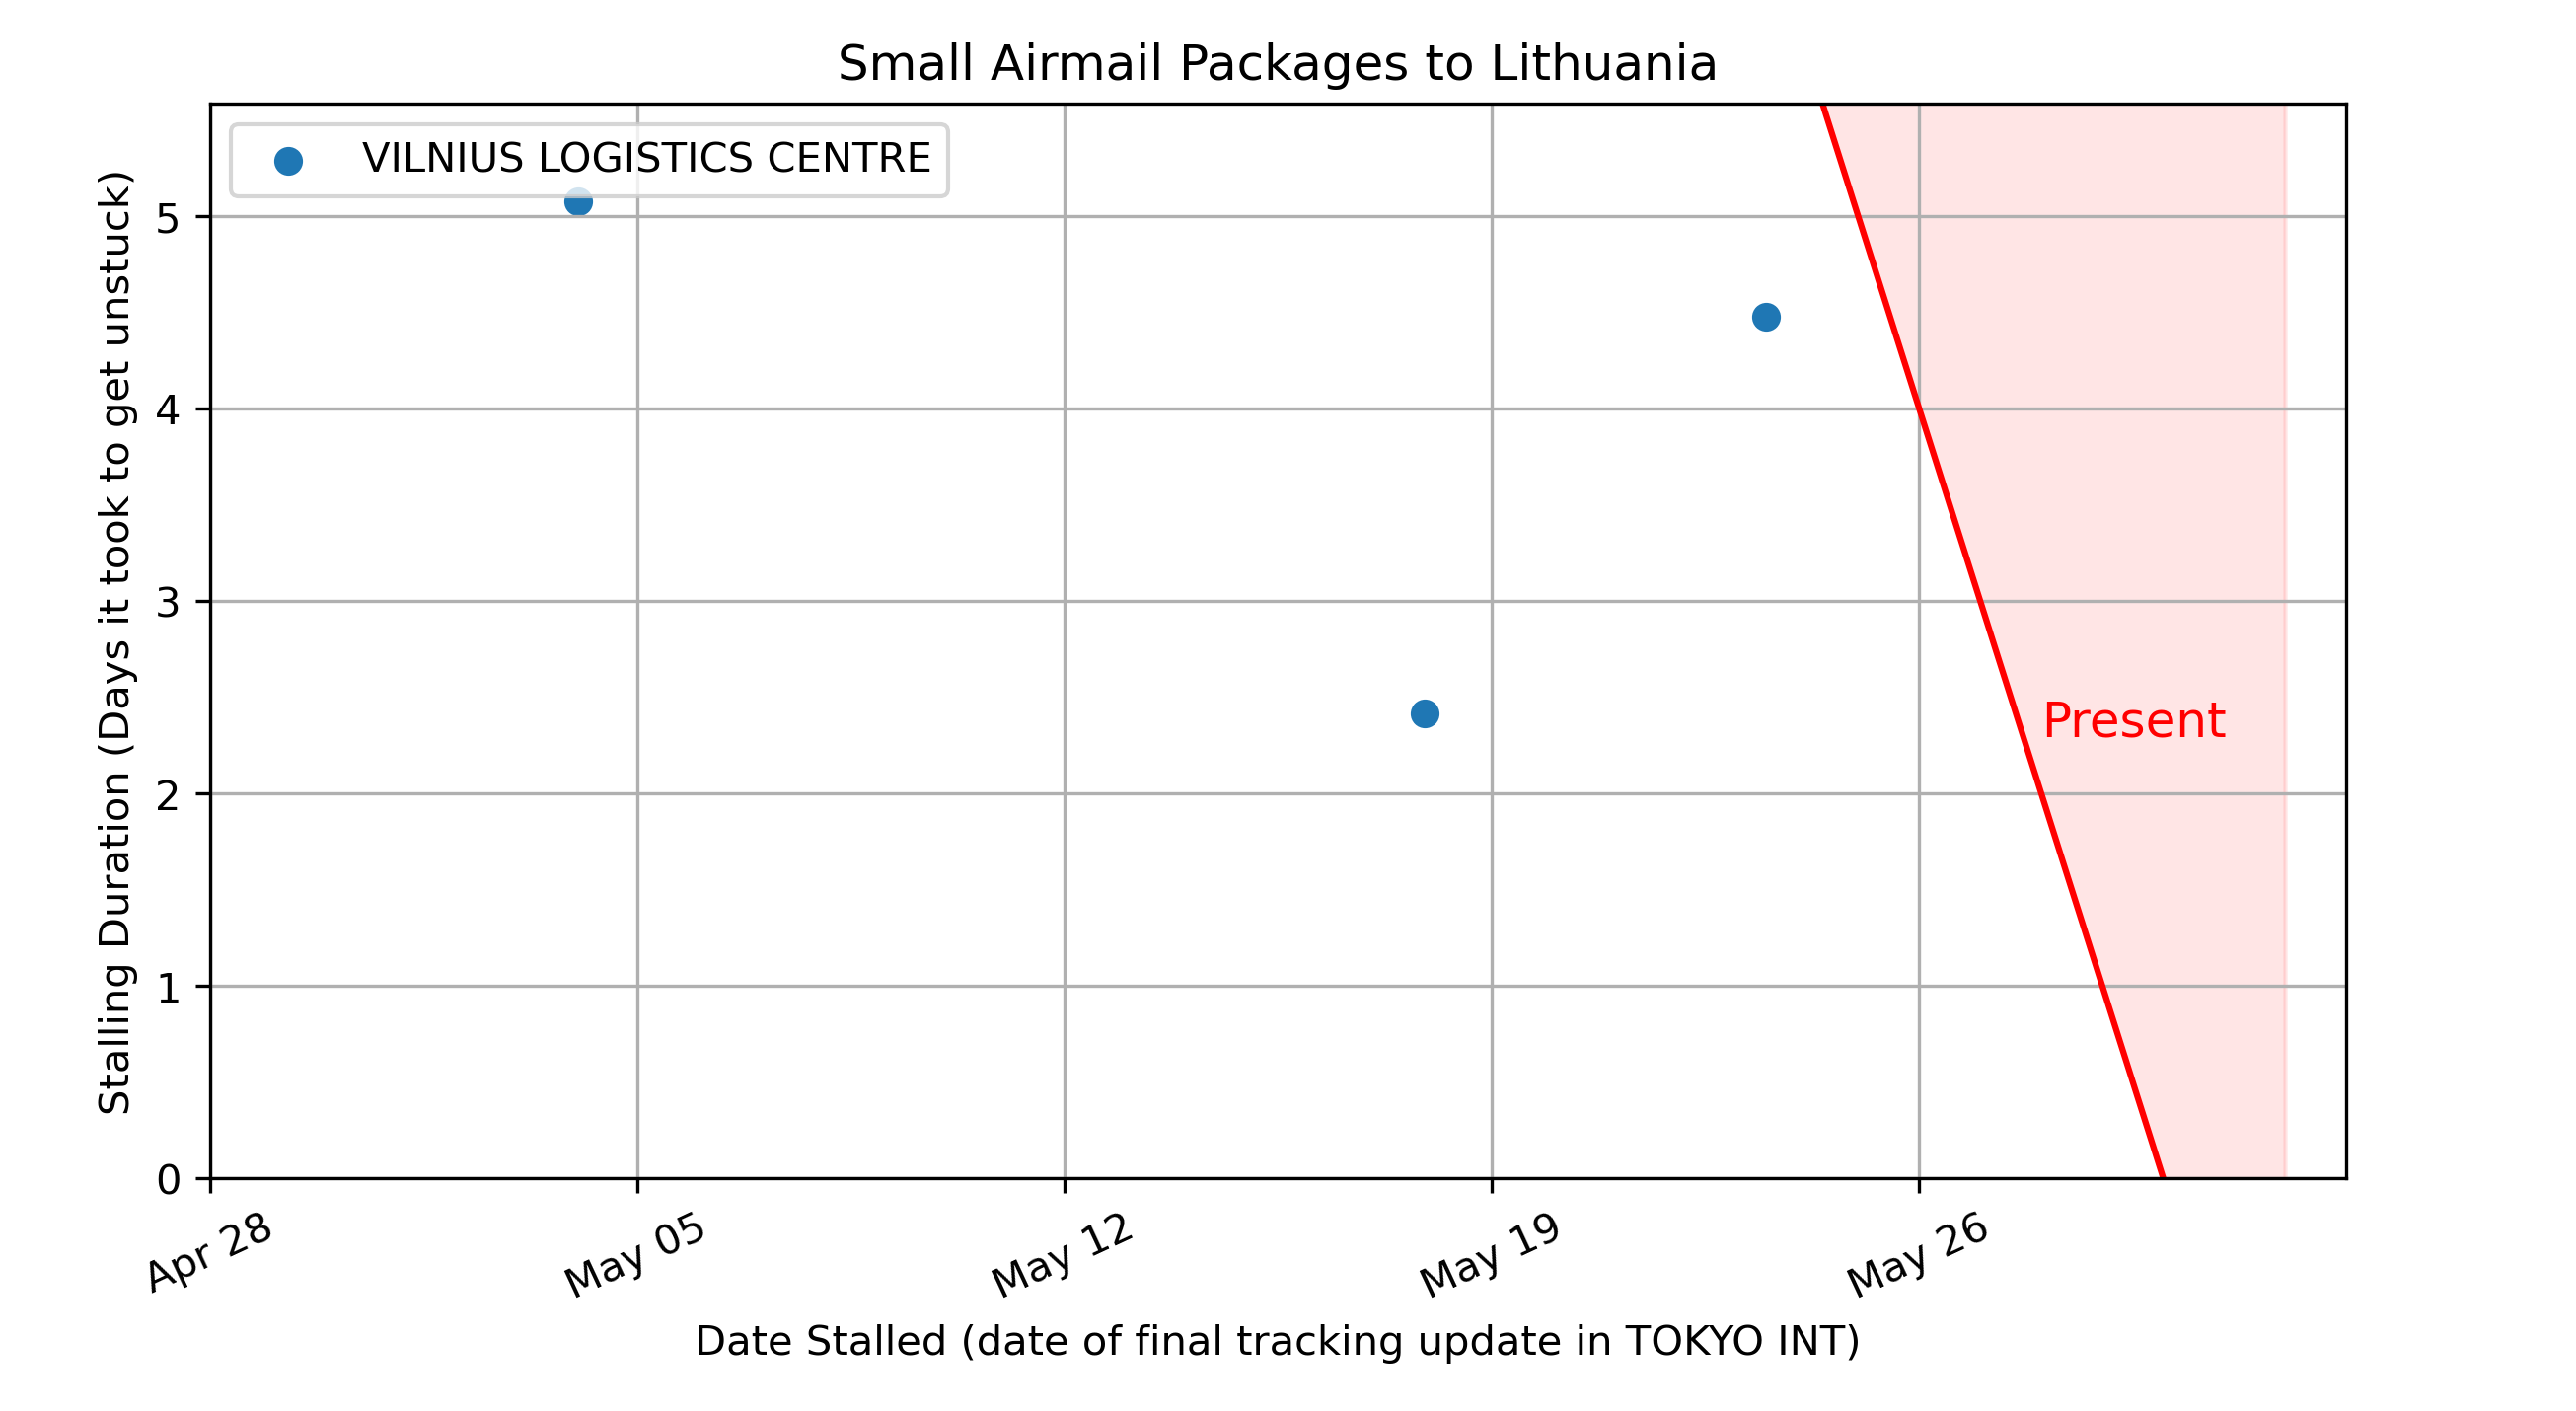 Small Airmail Packages to Lithuania
VILNIUS LOGISTICS CENTRE
Stalling Duration (Days it took to get unstuck)
5
4
3
2
1
0
Present
Apr 28
May 05
May 12
May 19
May 26
Date Stalled (date of final tracking update in TOKYO INT)